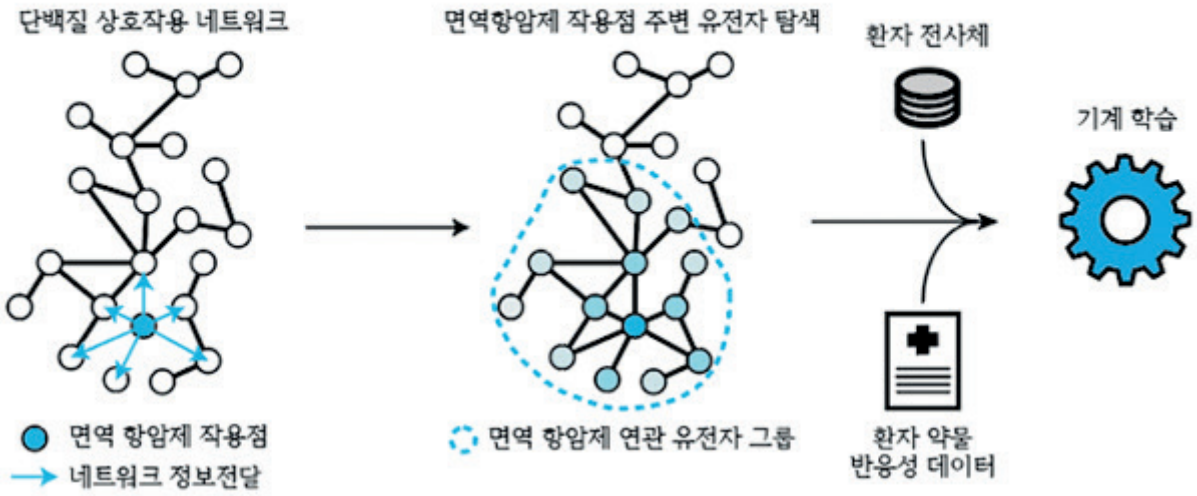 단백질 상호작용 네트워크
면역항암제 작용점 주변 유전자 탐색
환자 전사체
기계 학습
면역 항암제 작용점
네트워크 정보전달
면역 항암제 연관 유전자 그룹
환자 약물
반응성 데이터